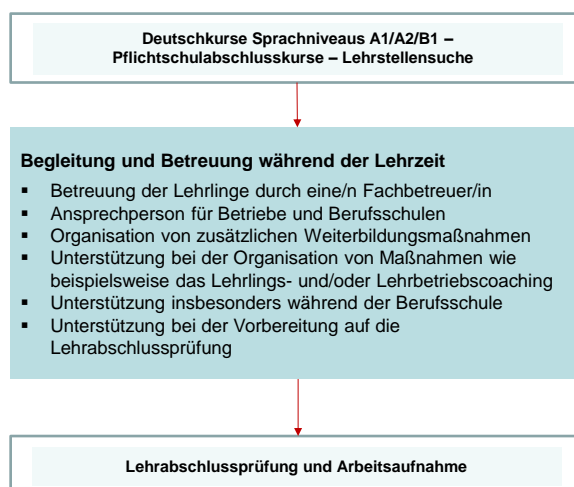 Deutschkurse Sprachniveaus A1/A2/B1 –
Pflichtschulabschlusskurse – Lehrstellensuche
Begleitung und Betreuung während der Lehrzeit
▪ Betreuung der Lehrlinge durch eine/n Fachbetreuer/in
▪ Ansprechperson für Betriebe und Berufsschulen
▪ Organisation von zusätzlichen Weiterbildungsmaßnahmen
▪ Unterstützung bei der Organisation von Maßnahmen wie
beispielsweise das Lehrlings- und/oder Lehrbetriebscoaching
▪ Unterstützung insbesonders während der Berufsschule
▪ Unterstützung bei der Vorbereitung auf die
Lehrabschlussprüfung
Lehrabschlussprüfung und Arbeitsaufnahme